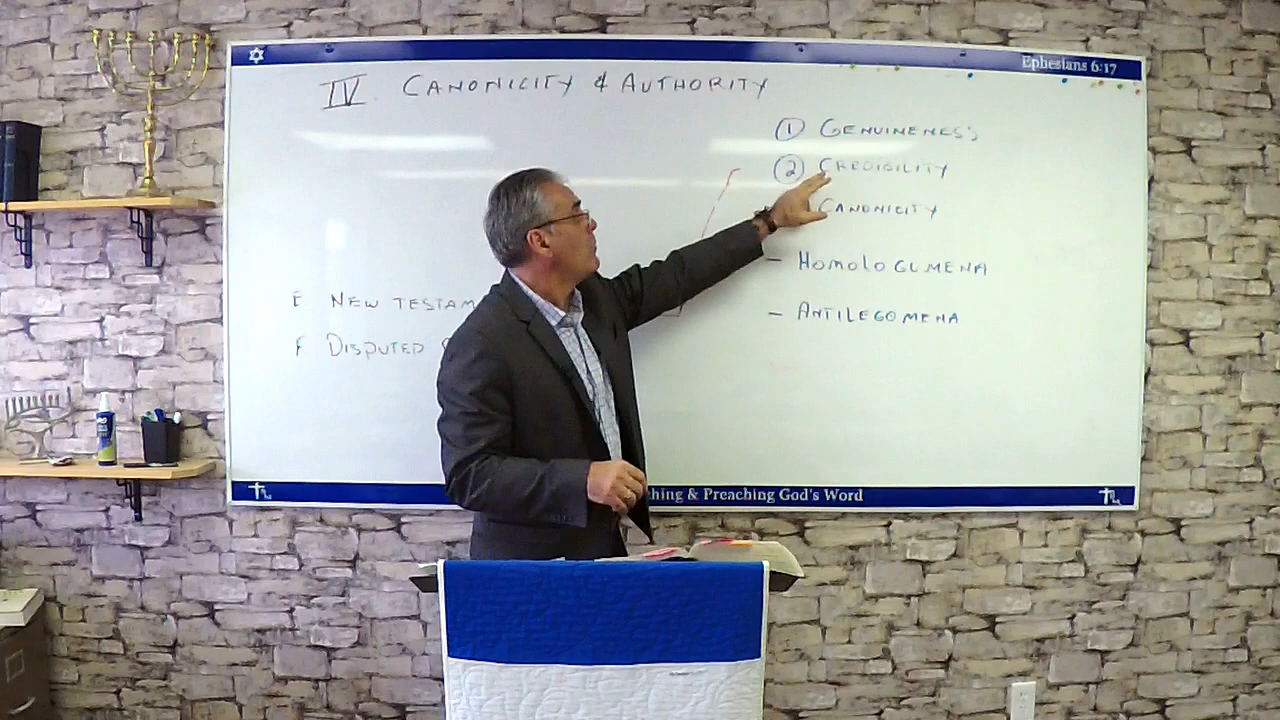 Ephesians 6:17
IV. CANONICITY & AUTHORITY
① GENUINENESS
② CREDIBILITY
CANONICITY
- HOMOLOGUMENA
- ANTILEGOMENA
E NEW TESTAM
F DISPUTED
ching & Preaching God's Word